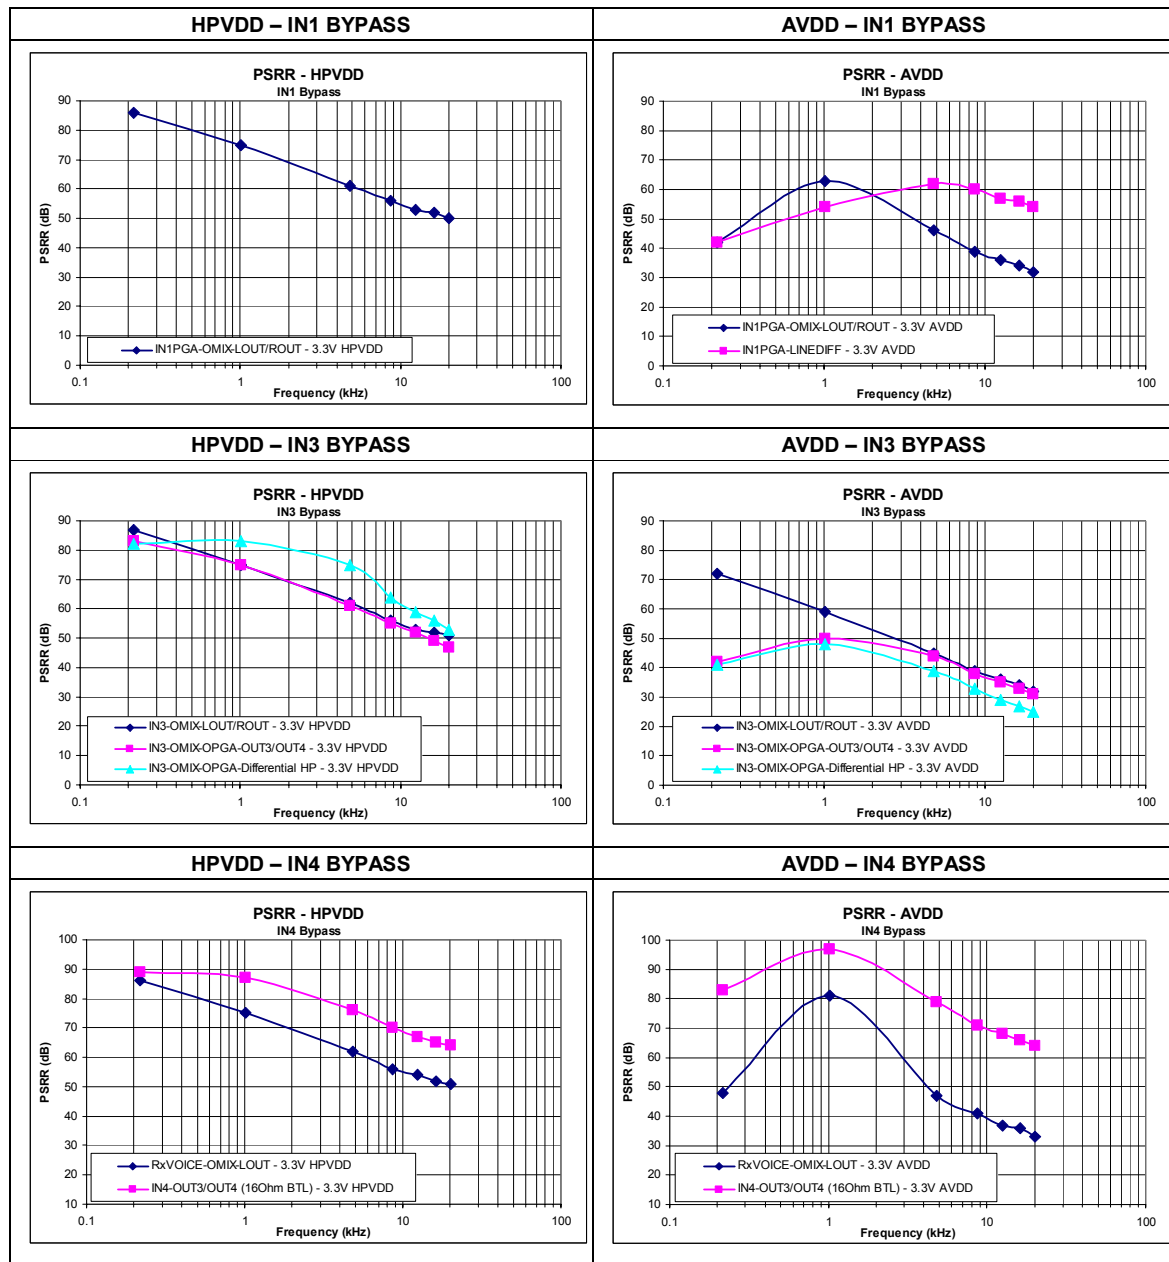 HPVDD – IN1 BYPASS
AVDD – IN1 BYPASS
PSRR - HPVDD
IN1 Bypass
90
80
70
60
50
40
30
20
10
0
PSRR (dB)
IN1PGA-OMIX-LOUT/ROUT - 3.3V HPVDD
0.1 1 10 100
Frequency (kHz)
PSRR - AVDD
IN1 Bypass
90
80
70
60
50
40
30
20
10
0
PSRR (dB)
IN1PGA-OMIX-LOUT/ROUT - 3.3V AVDD
IN1PGA-LINEDIFF - 3.3V AVDD
0.1 1 10 100
Frequency (kHz)
HPVDD – IN3 BYPASS
AVDD – IN3 BYPASS
PSRR - HPVDD
IN3 Bypass
90
80
70
60
50
40
30
20
10
0
PSRR (dB)
IN3-OMIX-LOUT/ROUT - 3.3V HPVDD
IN3-OMIX-OPGA-OUT3/OUT4 - 3.3V HPVDD
IN3-OMIX-OPGA-Differential HP - 3.3V HPVDD
0.1 1 10 100
Frequency (kHz)
PSRR - AVDD
IN3 Bypass
90
80
70
60
50
40
30
20
10
0
PSRR (dB)
IN3-OMIX-LOUT/ROUT - 3.3V AVDD
IN3-OMIX-OPGA-OUT3/OUT4 - 3.3V AVDD
IN3-OMIX-OPGA-Differential HP - 3.3V AVDD
0.1 1 10 100
Frequency (kHz)
HPVDD – IN4 BYPASS
AVDD – IN4 BYPASS
PSRR - HPVDD
IN4 Bypass
100
90
80
70
60
50
40
30
20
10
PSRR (dB)
RxVOICE-OMIX-LOUT - 3.3V HPVDD
IN4-OUT3/OUT4 (16Ohm BTL) - 3.3V HPVDD
0.1 1 10 100
Frequency (kHz)
PSRR - AVDD
IN4 Bypass
100
90
80
70
60
50
40
30
20
10
PSRR (dB)
RxVOICE-OMIX-LOUT - 3.3V AVDD
IN4-OUT3/OUT4 (16Ohm BTL) - 3.3V AVDD
0.1 1 10 100
Frequency (kHz)